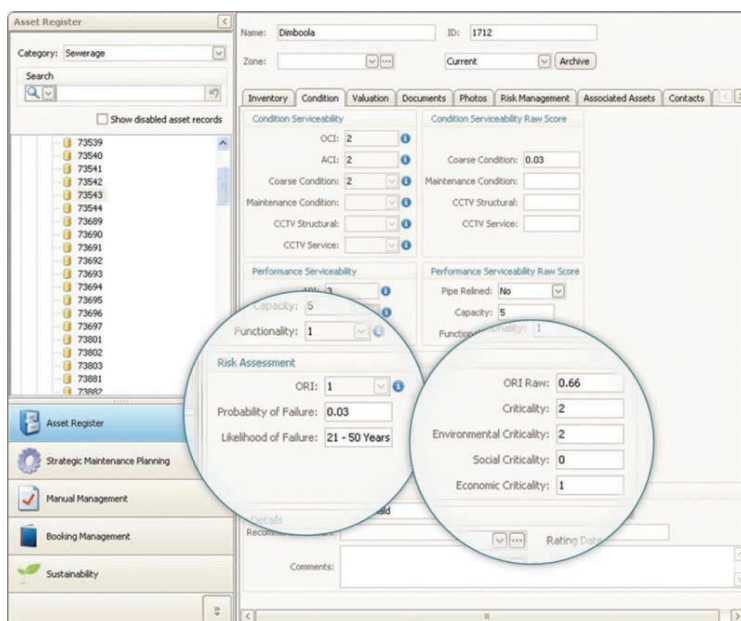 Asset Register
Category: Sewerage
Search
Show disabled asset records
73539
73540
73541
73542
73543
73544
73689
73690
73691
73692
73693
73694
73695
73696
73697
73801
73802
73803
73881
73882
Asset Register
Strategic Maintenance Planning
Manual Management
Booking Management
Sustainability
Name: Dimboola ID: 1712
Zone: Current Archive
Inventory Condition Valuation Documents Photos Risk Management Associated Assets Contacts
Condition Serviceability
OCI: 2
ACI: 2
Coarse Condition: 2
Maintenance Condition:
CCTV Structural:
CCTV Service:
Condition Serviceability Raw Score
Coarse Condition: 0.03
Maintenance Condition:
CCTV Structural:
CCTV Service:
Performance Serviceability
Capacity: 5
Functionality: 1
Performance Serviceability Raw Score
Pipe Relined: No
Capacity: 5
Risk Assessment
ORI: 1
Probability of Failure: 0.03
Likelihood of Failure: 21 - 50 Years
ORI Raw: 0.66
Criticality: 2
Environmental Criticality: 2
Social Criticality: 0
Economic Criticality: 1
Details
Rating Date
Comments: